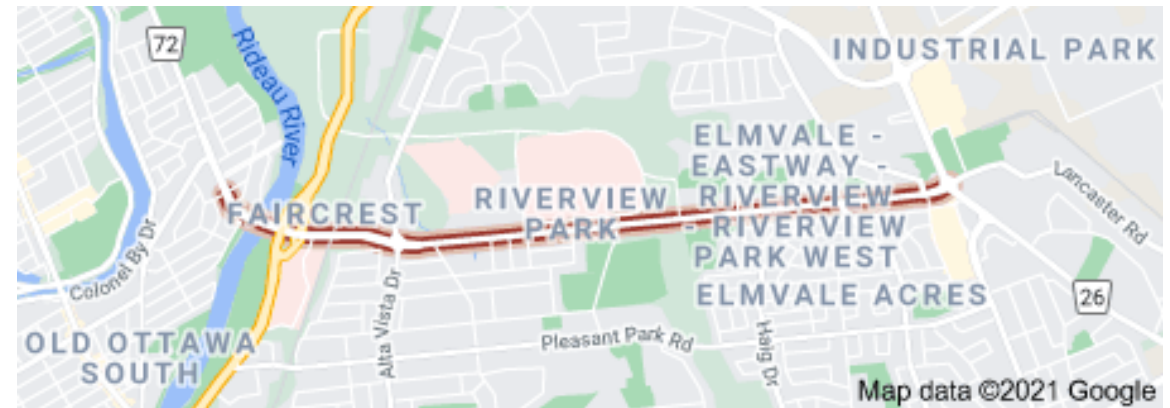 72
Rideau River
INDUSTRIAL PARK
ELMVALE -
EASTWAY -
RIVERVIEW
- RIVERVIEW
PARK WEST
RIVERVIEW
PARK
FAIRCREST
Lancaster Rd
Colonel By Dr
Alta Vista Dr
ELMVALE ACRES
26
OLD OTTAWA
SOUTH
Pleasant Park Rd
Haig Dr
Map data ©2021 Google